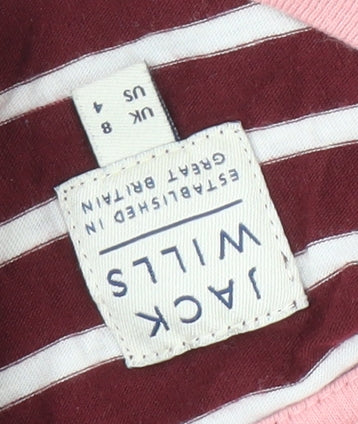 JACK
WILLS
ESTABLISHED IN
GREAT BRITAIN
UK 8
US 4